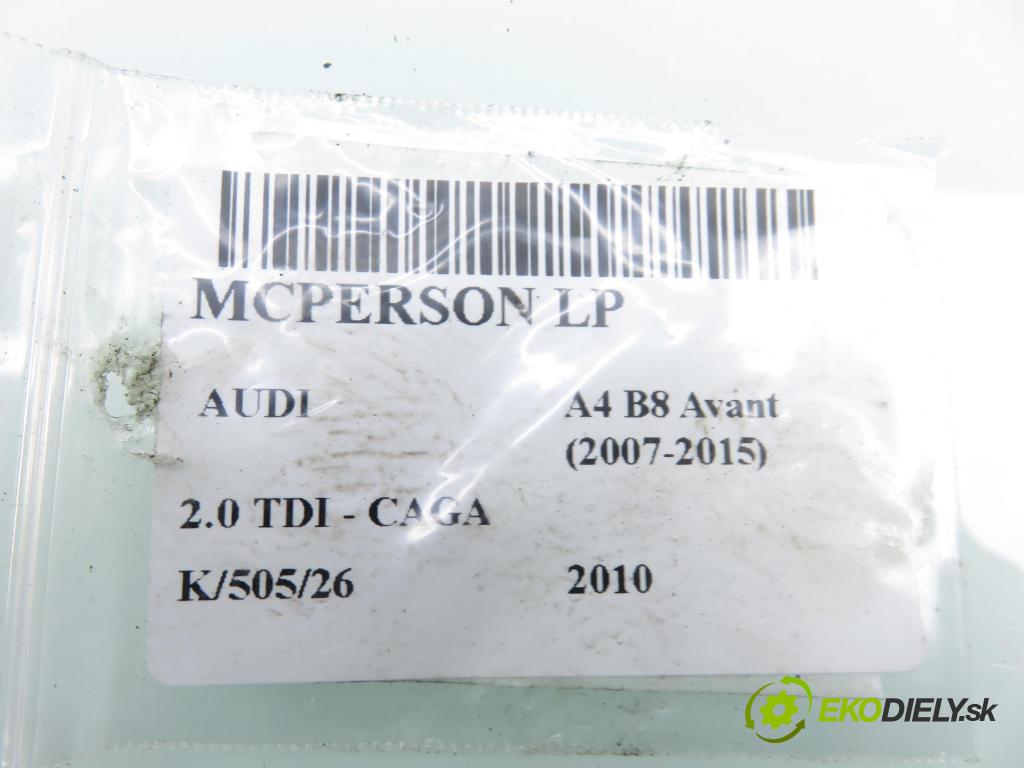 MCPERSON LP
AUDI
A4 B8 Avant
(2007-2015)
2.0 TDI - CAGA
K/505/26
2010
EKODIELY.sk